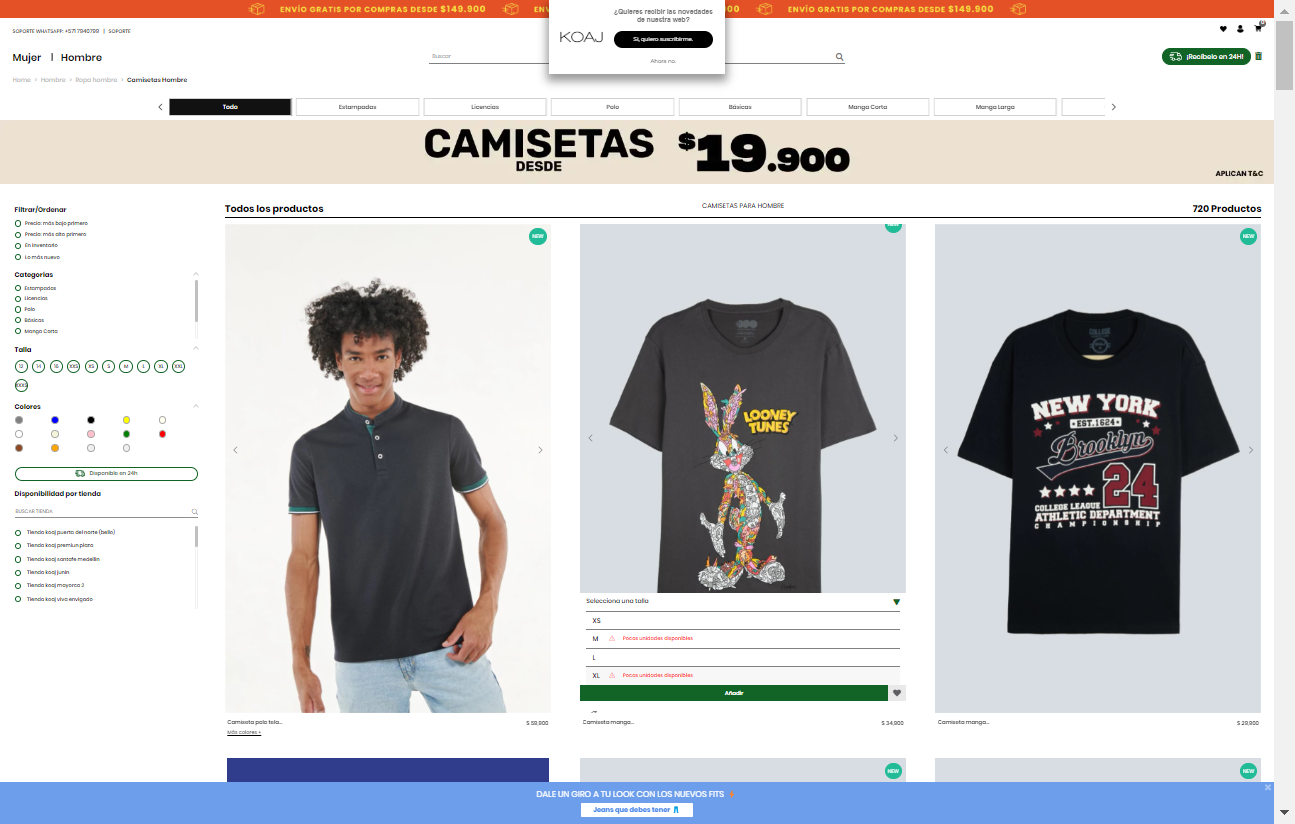 ENVÍO GRATIS POR COMPRAS DESDE $149.900
ENVÍO GRATIS POR COMPRAS DESDE $149.900
¿Quieres recibir las novedades
de nuestra web?
KOAJ
Sí, quiero suscribirme.
Ahora no.
SOPORTE WHATSAPP: +571 7940799 | SOPORTE
0
Mujer | Hombre
Buscar
¡Recíbelo en 24H!
Home > Hombre > Ropa hombre > Camisetas Hombre
Todo
Estampadas
Licencias
Polo
Básicas
Manga Corta
Manga Larga
CAMISETAS
DESDE
$19.900
APLICAN T&C
Filtrar/Ordenar
Precio: más bajo primero
Precio: más alto primero
En inventario
Lo más nuevo
Categorías
Estampadas
Licencias
Polo
Básicas
Manga Corta
Talla
12 14 16 XXS XS S M L XL XXL
XXXS
Colores
Disponible en 24h
Disponibilidad por tienda
BUSCAR TIENDA
Tienda koaj puerta del norte (bello)
Tienda koaj premiun plaza
Tienda koaj santafe medellin
Tienda koaj junin
Tienda koaj mayorca 2
Tienda koaj viva envigado
Todos los productos
CAMISETAS PARA HOMBRE
720 Productos
NEW
Camiseta polo tela...
$ 59,900
Más colores +
NEW
LOONEY
TUNES
Selecciona una talla
XS
M Pocas unidades disponibles
L
XL Pocas unidades disponibles
Añadir
Camiseta manga...
$ 34,900
NEW
COLLEGE
NEW YORK
EST.1624
Brooklyn
24
COLLEGE LEAGUE
ATHLETIC DEPARTMENT
CHAMPIONSHIP
Camiseta manga...
$ 29,900
NEW
NEW
DALE UN GIRO A TU LOOK CON LOS NUEVOS FITS
Jeans que debes tener